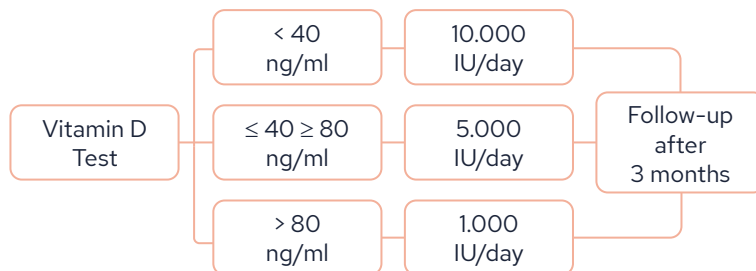 < 40
ng/ml
10.000
IU/day
Vitamin D
Test
≤ 40 ≥ 80
ng/ml
5.000
IU/day
Follow-up
after
3 months
> 80
ng/ml
1.000
IU/day